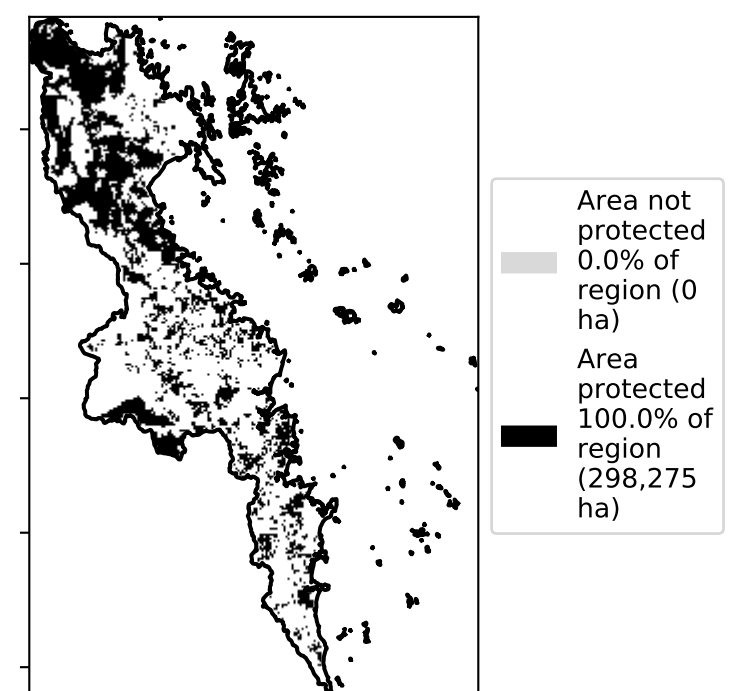 Area not
protected
0.0% of
region (0
ha)
Area
protected
100.0% of
region
(298,275
ha)